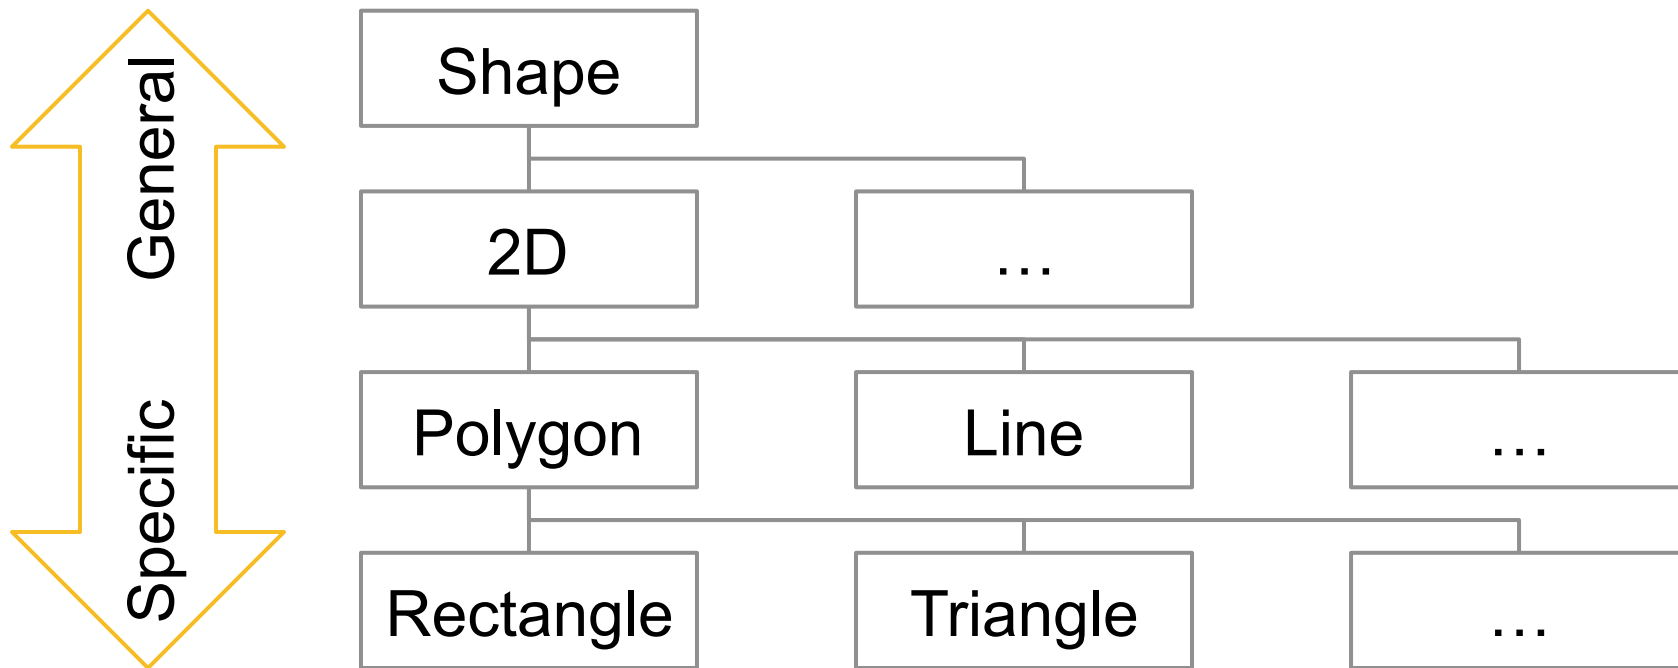 General
Specific
Shape
2D
…
Polygon
Line
…
Rectangle
Triangle
…